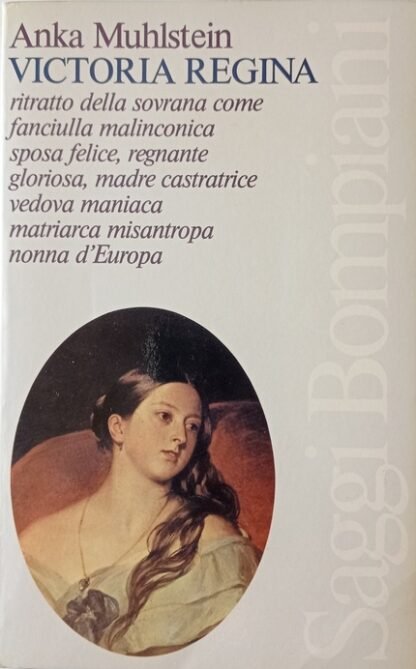 Anka Muhlstein
VICTORIA REGINA
ritratto della sovrana come
fanciulla malinconica
sposa felice, regnante
gloriosa, madre castratrice
vedova maniaca
matriarca misantropa
nonna d'Europa
Saggi Bompiani